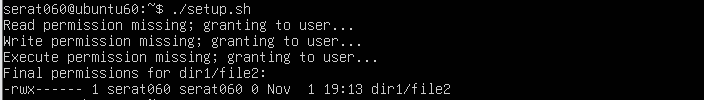 serat060@ubuntu60:~$ ./setup.sh
Read permission missing; granting to user...
Write permission missing; granting to user...
Execute permission missing; granting to user...
Final permissions for dir1/file2:
-rwx------ 1 serat060 serat060 0 Nov  1 19:13 dir1/file2